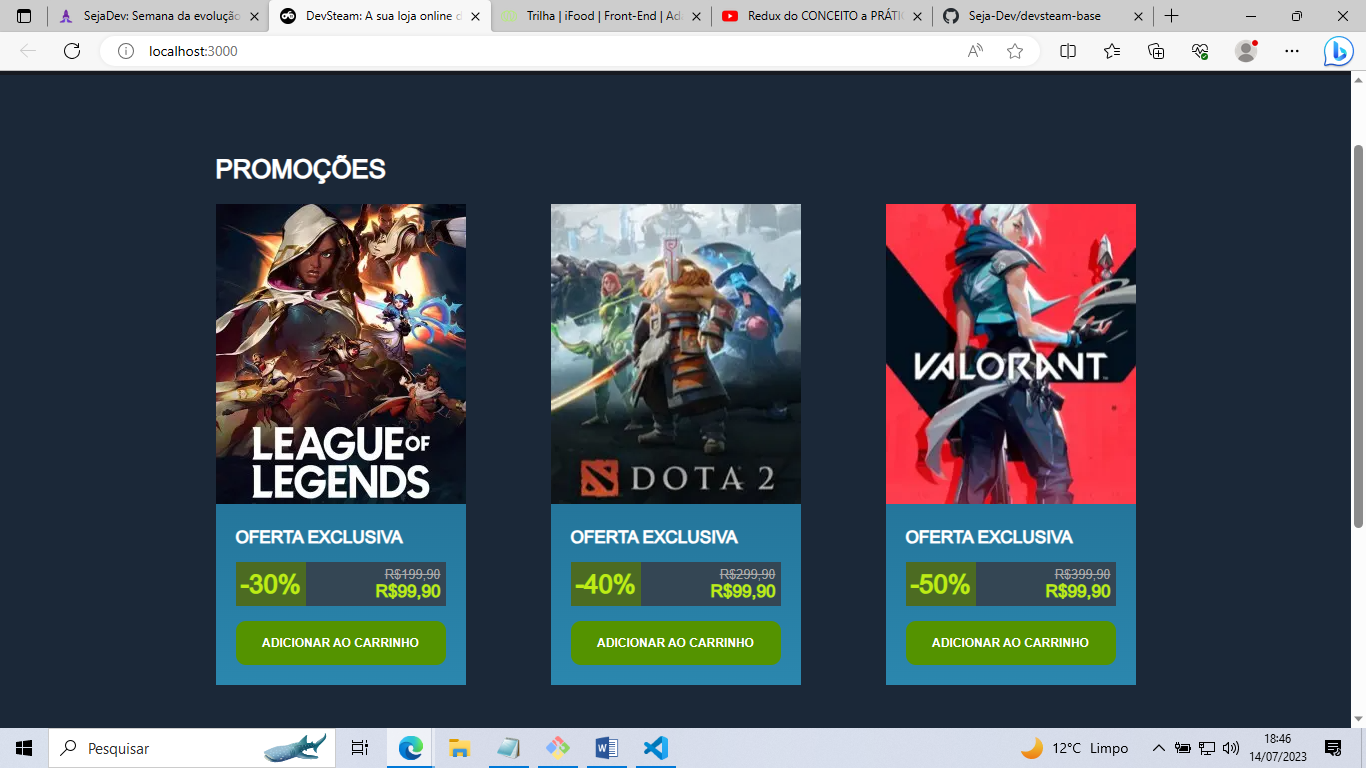 SejaDev: Semana da evolução
DevSteam: A sua loja online d
Trilha | iFood | Front-End | Ada
Redux do CONCEITO a PRÁTIC
Seja-Dev/devsteam-base
localhost:3000
PROMOÇÕES
LEAGUE OF
LEGENDS
DOTA 2
VALORANT
OFERTA EXCLUSIVA
-30%
R$199,90
R$99,90
ADICIONAR AO CARRINHO
OFERTA EXCLUSIVA
-40%
R$299,90
R$99,90
ADICIONAR AO CARRINHO
OFERTA EXCLUSIVA
-50%
R$399,90
R$99,90
ADICIONAR AO CARRINHO
Pesquisar
12°C Limpo
18:46
14/07/2023